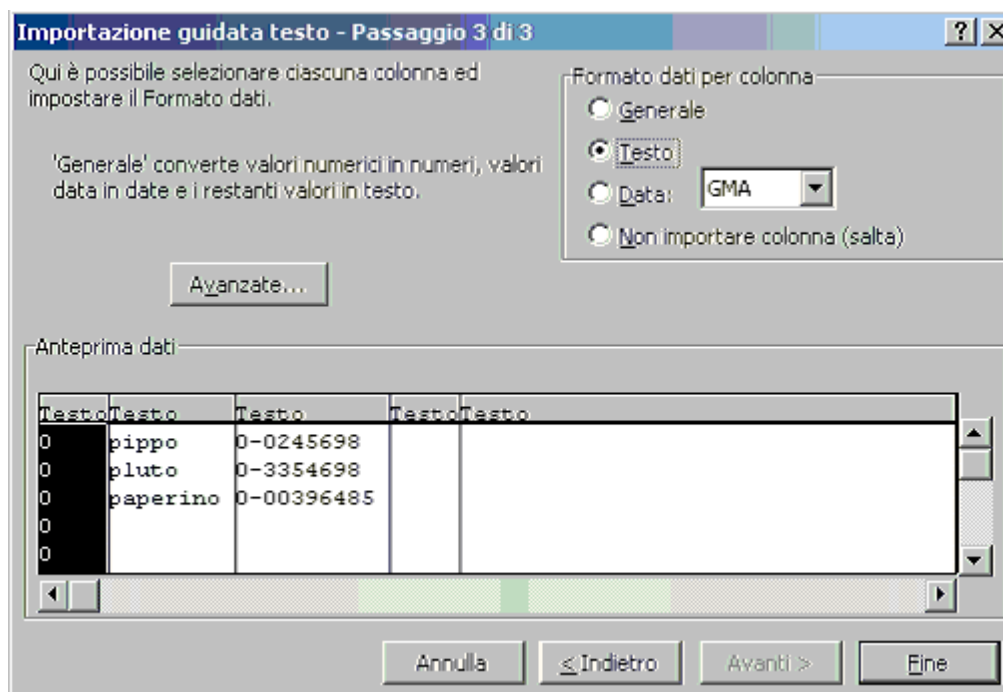 Importazione guidata testo - Passaggio 3 di 3
Qui è possibile selezionare ciascuna colonna ed
impostare il Formato dati.
'Generale' converte valori numerici in numeri, valori
data in date e i restanti valori in testo.
Avanzate...
Formato dati per colonna
Generale
Testo
Data: GMA
Non importare colonna (salta)
Anteprima dati
Testo Testo Testo Testo Testo
0 pippo 0-0245698
0 pluto 0-3354698
0 paperino 0-00396485
0
0
Annulla < Indietro Avanti > Fine